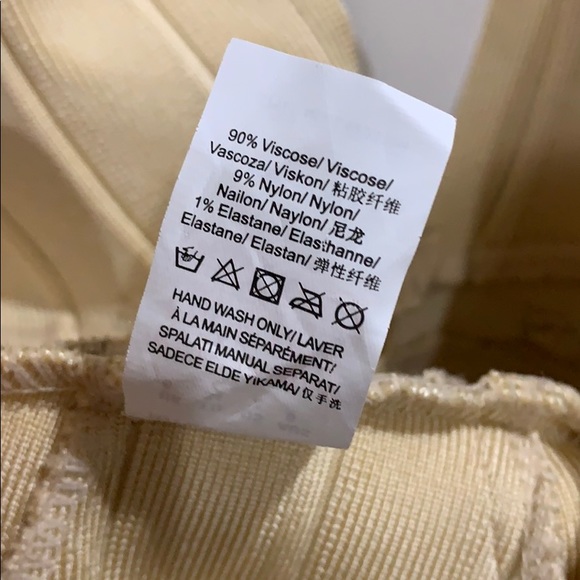 90% Viscose/ Viscose/
Vascoza/ Viskon/ 粘胶纤维
9% Nylon/ Nylon/
Nailon/ Naylon/ 尼龙
1% Elastane/ Elasthanne/
Elastane/ Elastan/ 弹性纤维
HAND WASH ONLY/ LAVER
À LA MAIN SÉPARÉMENT/
SPALATI MANUAL SEPARAT/
SADECE ELDE YIKAMA/ 仅手洗